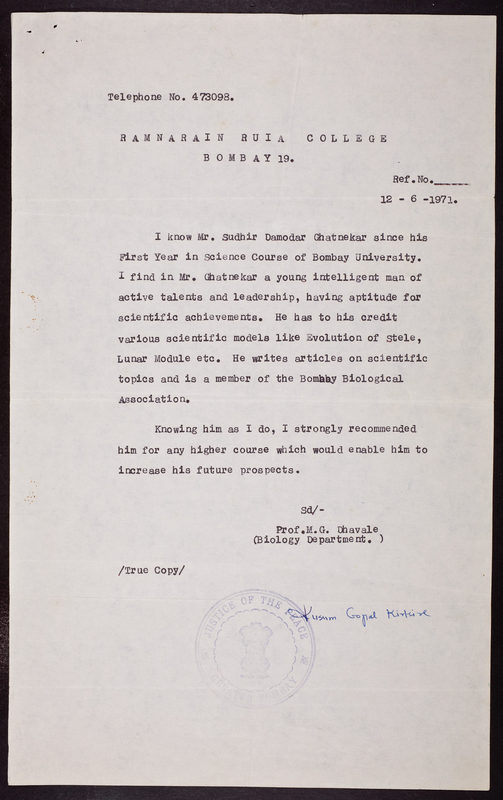 Telephone No. 473098.
RAMNARAIN RUIA COLLEGE
BOMBAY 19.
Ref.No.______
12 - 6 -1971.
I know Mr. Sudhir Damodar Ghatnekar since his
First Year in Science Course of Bombay University.
I find in Mr. Ghatnekar a young intelligent man of
active talents and leadership, having aptitude for
scientific achievements. He has to his credit
various scientific models like Evolution of Stele,
Lunar Module etc. He writes articles on scientific
topics and is a member of the Bombay Biological
Association.
Knowing him as I do, I strongly recommended
him for any higher course which would enable him to
increase his future prospects.
Sd/-
Prof.M.G. Dhavale
(Biology Department. )
/True Copy/
Kusum Gopal
JUSTICE OF THE PEACE